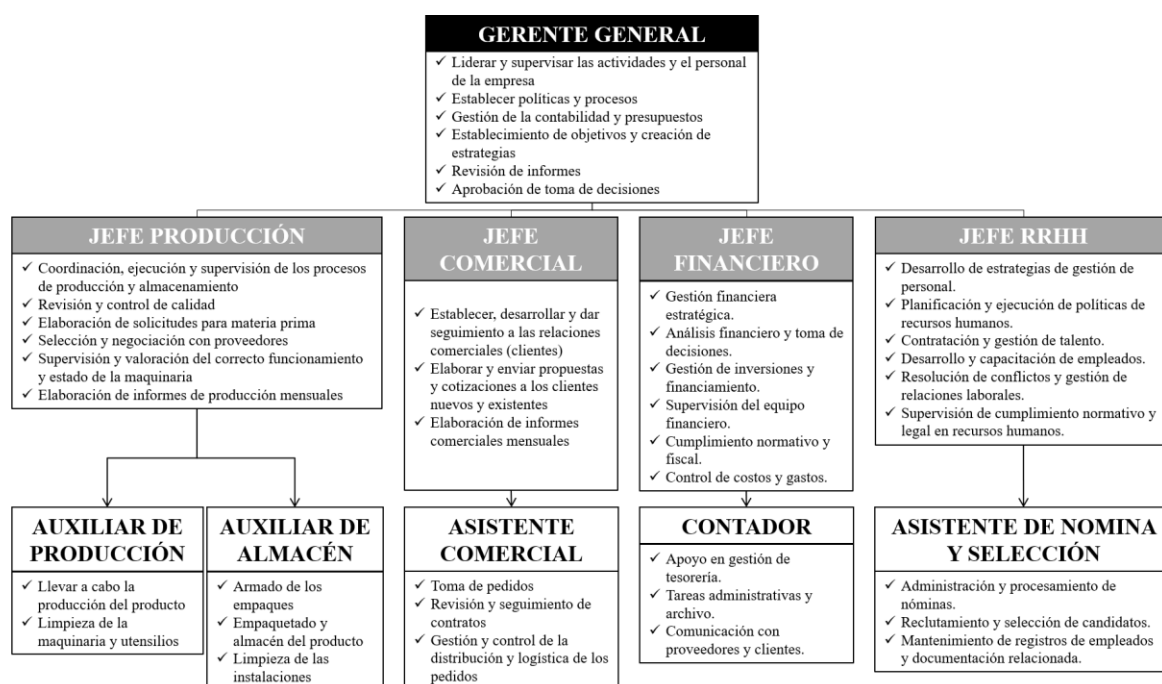 GERENTE GENERAL
✓ Liderar y supervisar las actividades y el personal
de la empresa
✓ Establecer políticas y procesos
✓ Gestión de la contabilidad y presupuestos
✓ Establecimiento de objetivos y creación de
estrategias
✓ Revisión de informes
✓ Aprobación de toma de decisiones
JEFE PRODUCCIÓN
✓ Coordinación, ejecución y supervisión de los procesos
de producción y almacenamiento
✓ Revisión y control de calidad
✓ Elaboración de solicitudes para materia prima
✓ Selección y negociación con proveedores
✓ Supervisión y valoración del correcto funcionamiento
y estado de la maquinaria
✓ Elaboración de informes de producción mensuales
JEFE
COMERCIAL
✓ Establecer, desarrollar y dar
seguimiento a las relaciones
comerciales (clientes)
✓ Elaborar y enviar propuestas
y cotizaciones a los clientes
nuevos y existentes
✓ Elaboración de informes
comerciales mensuales
JEFE
FINANCIERO
✓ Gestión financiera
estratégica.
✓ Análisis financiero y toma de
decisiones.
✓ Gestión de inversiones y
financiamiento.
✓ Supervisión del equipo
financiero.
✓ Cumplimiento normativo y
fiscal.
✓ Control de costos y gastos.
JEFE RRHH
✓ Desarrollo de estrategias de gestión de
personal.
✓ Planificación y ejecución de políticas de
recursos humanos.
✓ Contratación y gestión de talento.
✓ Desarrollo y capacitación de empleados.
✓ Resolución de conflictos y gestión de
relaciones laborales.
✓ Supervisión de cumplimiento normativo y
legal en recursos humanos.
AUXILIAR DE
PRODUCCIÓN
✓ Llevar a cabo la
producción del producto
✓ Limpieza de la
maquinaria y utensilios
AUXILIAR DE
ALMACÉN
✓ Armado de los
empaques
✓ Empaquetado y
almacén del producto
✓ Limpieza de las
instalaciones
ASISTENTE
COMERCIAL
✓ Toma de pedidos
✓ Revisión y seguimiento de
contratos
✓ Gestión y control de la
distribución y logística de los
pedidos
CONTADOR
✓ Apoyo en gestión de
tesorería.
✓ Tareas administrativas y
archivo.
✓ Comunicación con
proveedores y clientes.
ASISTENTE DE NOMINA
Y SELECCIÓN
✓ Administración y procesamiento de
nóminas.
✓ Reclutamiento y selección de candidatos.
✓ Mantenimiento de registros de empleados
y documentación relacionada.